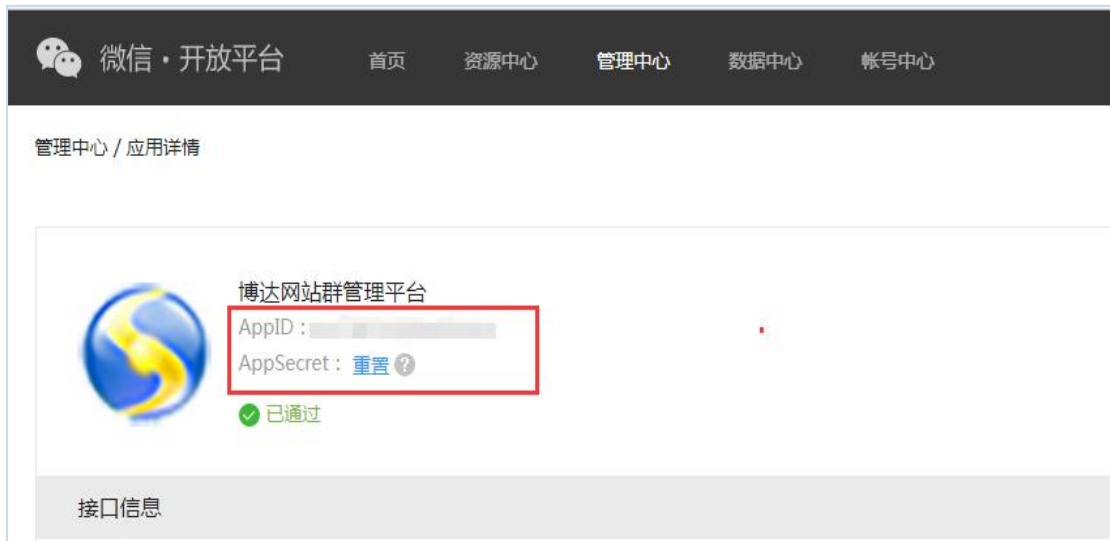 微信·开放平台 首页 资源中心 管理中心 数据中心 帐号中心
管理中心 / 应用详情
博达网站群管理平台
AppID：
AppSecret： 重置 ?
已通过
接口信息